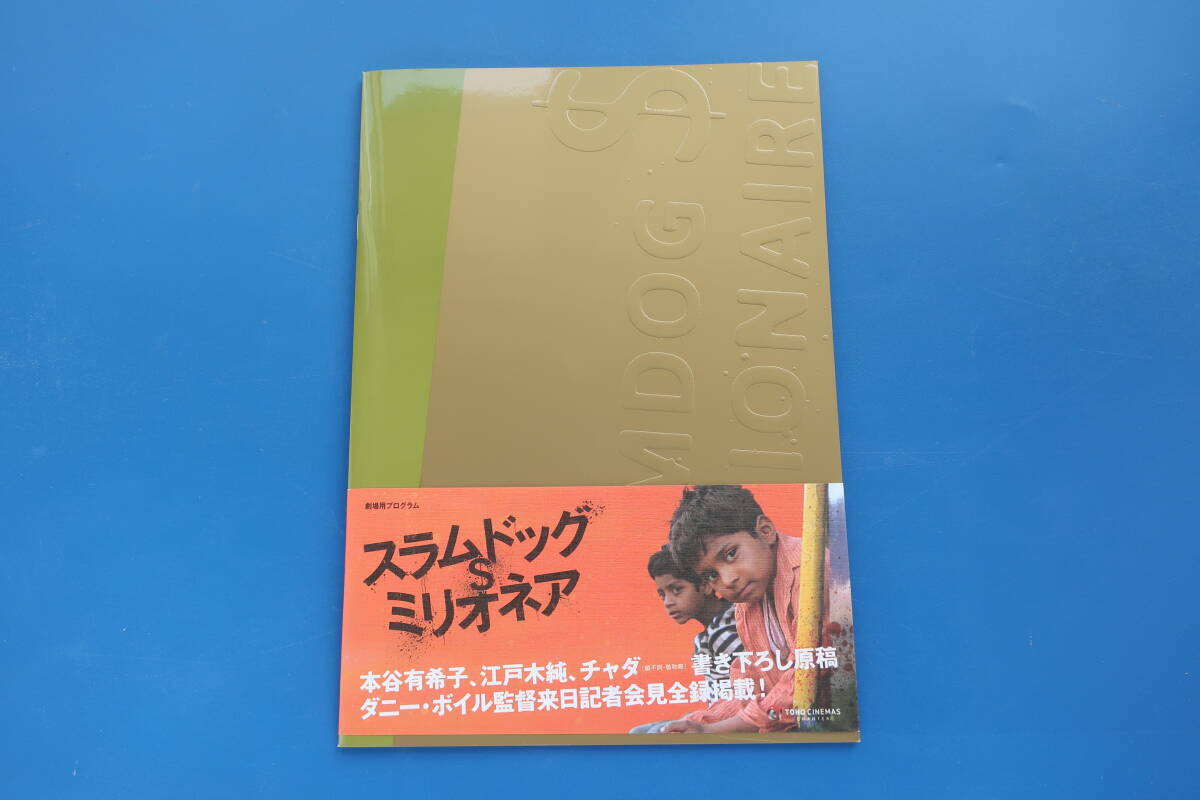 MDOG $
IONAIRE
劇場用プログラム
スラムドッグ
$
ミリオネア
本谷有希子、江戸木純、チャダ 書き下ろし原稿
ダニー・ボイル監督来日記者会見全録掲載!
TOHO CINEMAS
CHANTER